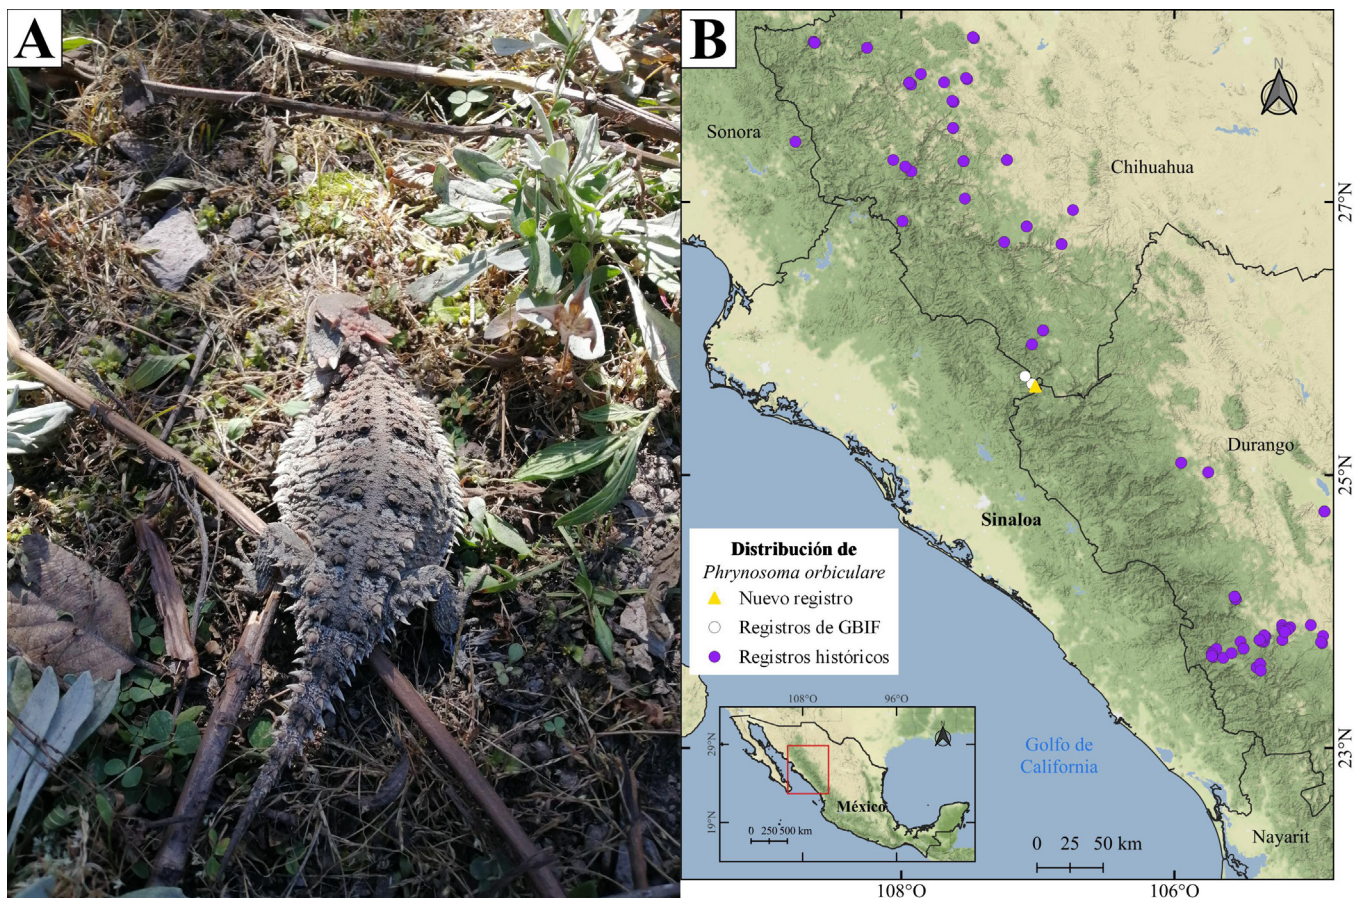 A
B
N
Sonora
Chihuahua
27°N
Durango
25°N
Sinaloa
Distribución de
Phrynosoma orbiculare
Nuevo registro
Registros de GBIF
Registros históricos
108°O
96°O
29°N
19°N
México
0 250 500 km
Golfo de
California
23°N
0 25 50 km
Nayarit
108°O
106°O